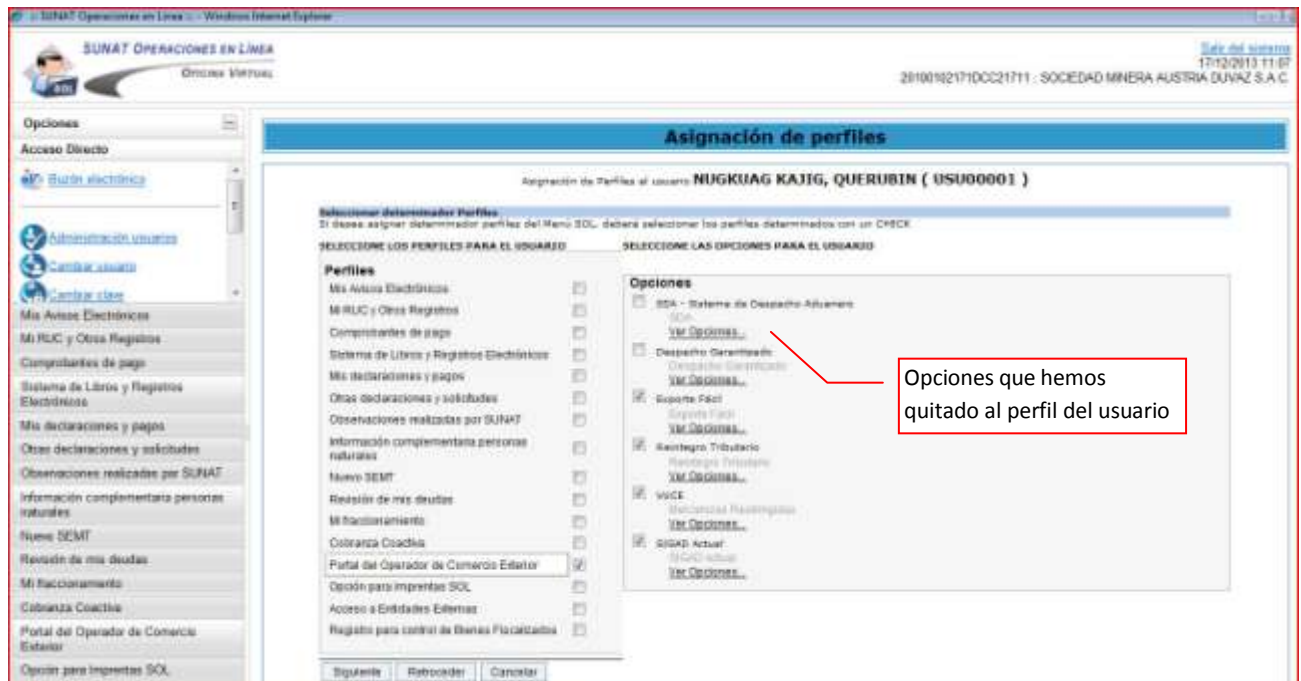 SUNAT Operaciones en Línea - Windows Internet Explorer
SUNAT OPERACIONES EN LÍNEA
OFICINA VIRTUAL
SOL
Salir del sistema
17/12/2013 11:07
: SOCIEDAD MINERA AUSTRIA DUVAZ S.A.C.
Opciones
Acceso Directo
Buzón electrónico
Administración usuarios
Cambiar usuario
Cambiar clave
Mis Avisos Electrónicos
Mi RUC y Otros Registros
Comprobantes de pago
Sistema de Libros y Registros
Electrónicos
Mis declaraciones y pagos
Otras declaraciones y solicitudes
Observaciones realizadas por SUNAT
Información complementaria personas
naturales
Nuevo SEMT
Revisión de mis deudas
Mi fraccionamiento
Cobranza Coactiva
Portal del Operador de Comercio
Exterior
Opción para Imprentas SOL
Asignación de perfiles
Asignación de Perfiles al usuario NUGKUAG KAJIG, QUERUBIN ( USU00001 )
Seleccionar determinador Perfiles
Si desea asignar determinador perfiles del Menú SOL, deberá seleccionar los perfiles determinados con un CHECK
SELECCIONE LOS PERFILES PARA EL USUARIO
Perfiles
Mis Avisos Electrónicos
Mi RUC y Otros Registros
Comprobantes de pago
Sistema de Libros y Registros Electrónicos
Mis declaraciones y pagos
Otras declaraciones y solicitudes
Observaciones realizadas por SUNAT
Información complementaria personas
naturales
Nuevo SEMT
Revisión de mis deudas
Mi fraccionamiento
Cobranza Coactiva
Portal del Operador de Comercio Exterior
Opción para Imprentas SOL
Acceso a Entidades Externas
Registro para control de Bienes Fiscalizados
Siguiente
Retroceder
Cancelar
SELECCIONE LAS OPCIONES PARA EL USUARIO
Opciones
SDA - Sistema de Despacho Aduanero
SDA
Ver Opciones...
Despacho Garantizado
Despacho Garantizado
Ver Opciones...
Exporta Fácil
Exporta Fácil
Ver Opciones...
Reintegro Tributario
Reintegro Tributario
Ver Opciones...
VUCE
Mercancías Restringidas
Ver Opciones...
SIGAD Actual
SIGAD Actual
Ver Opciones...
Opciones que hemos
quitado al perfil del usuario